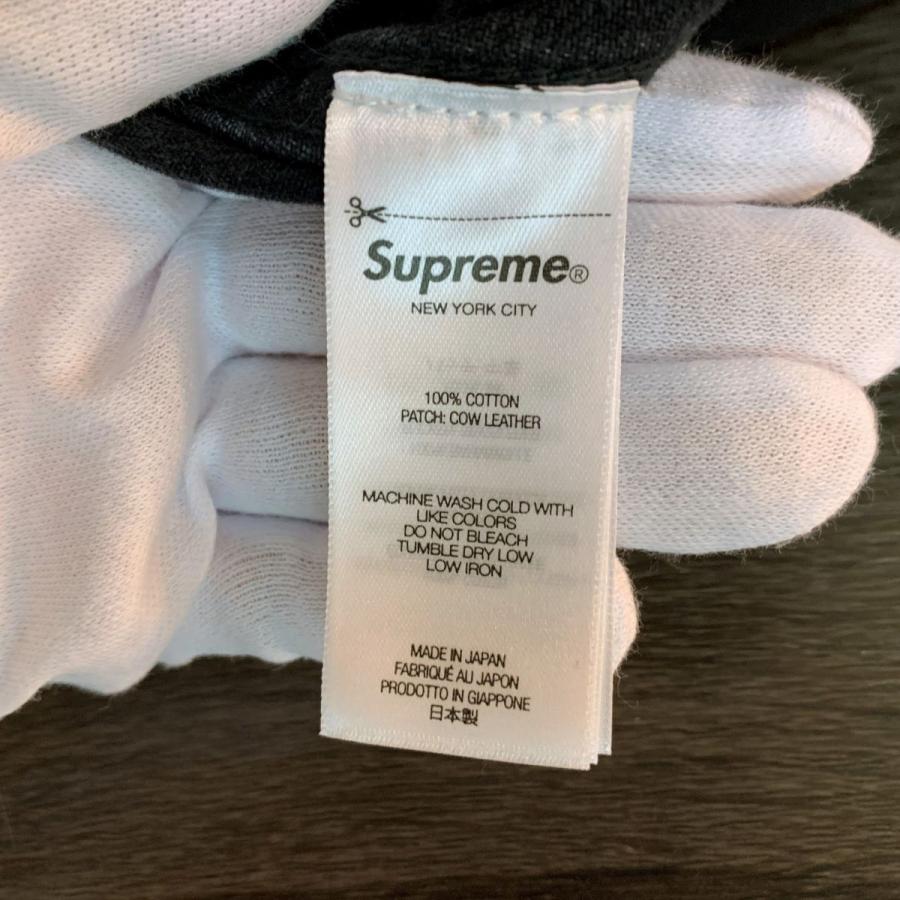 Supreme®
NEW YORK CITY
100% COTTON
PATCH: COW LEATHER
MACHINE WASH COLD WITH
LIKE COLORS
DO NOT BLEACH
TUMBLE DRY LOW
LOW IRON
MADE IN JAPAN
FABRIQUÉ AU JAPON
PRODOTTO IN GIAPPONE
日本製